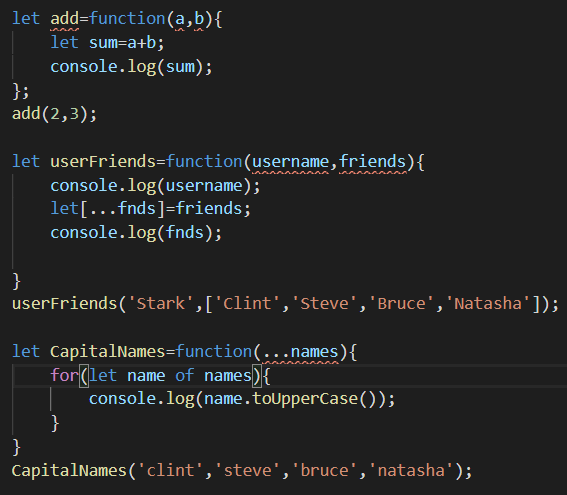 let add=function(a,b){
    let sum=a+b;
    console.log(sum);
};
add(2,3);

let userFriends=function(username,friends){
    console.log(username);
    let[...fnds]=friends;
    console.log(fnds);

}
userFriends('Stark',['Clint','Steve','Bruce','Natasha']);

let CapitalNames=function(...names){
    for(let name of names){
        console.log(name.toUpperCase());
    }
}
CapitalNames('clint','steve','bruce','natasha');